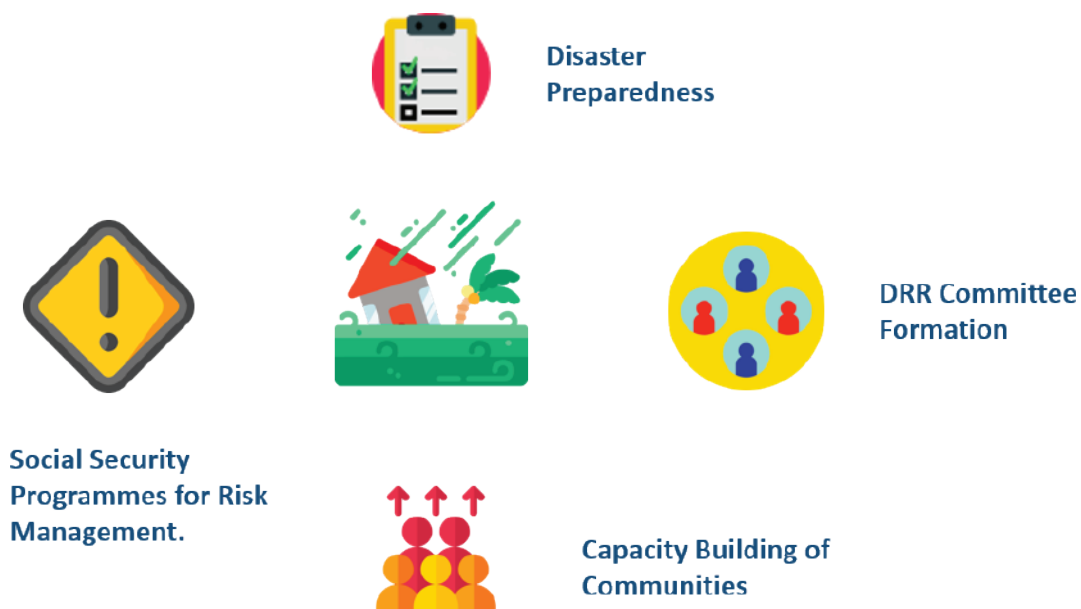 Disaster
Preparedness
DRR Committee
Formation
Social Security
Programmes for Risk
Management.
Capacity Building of
Communities